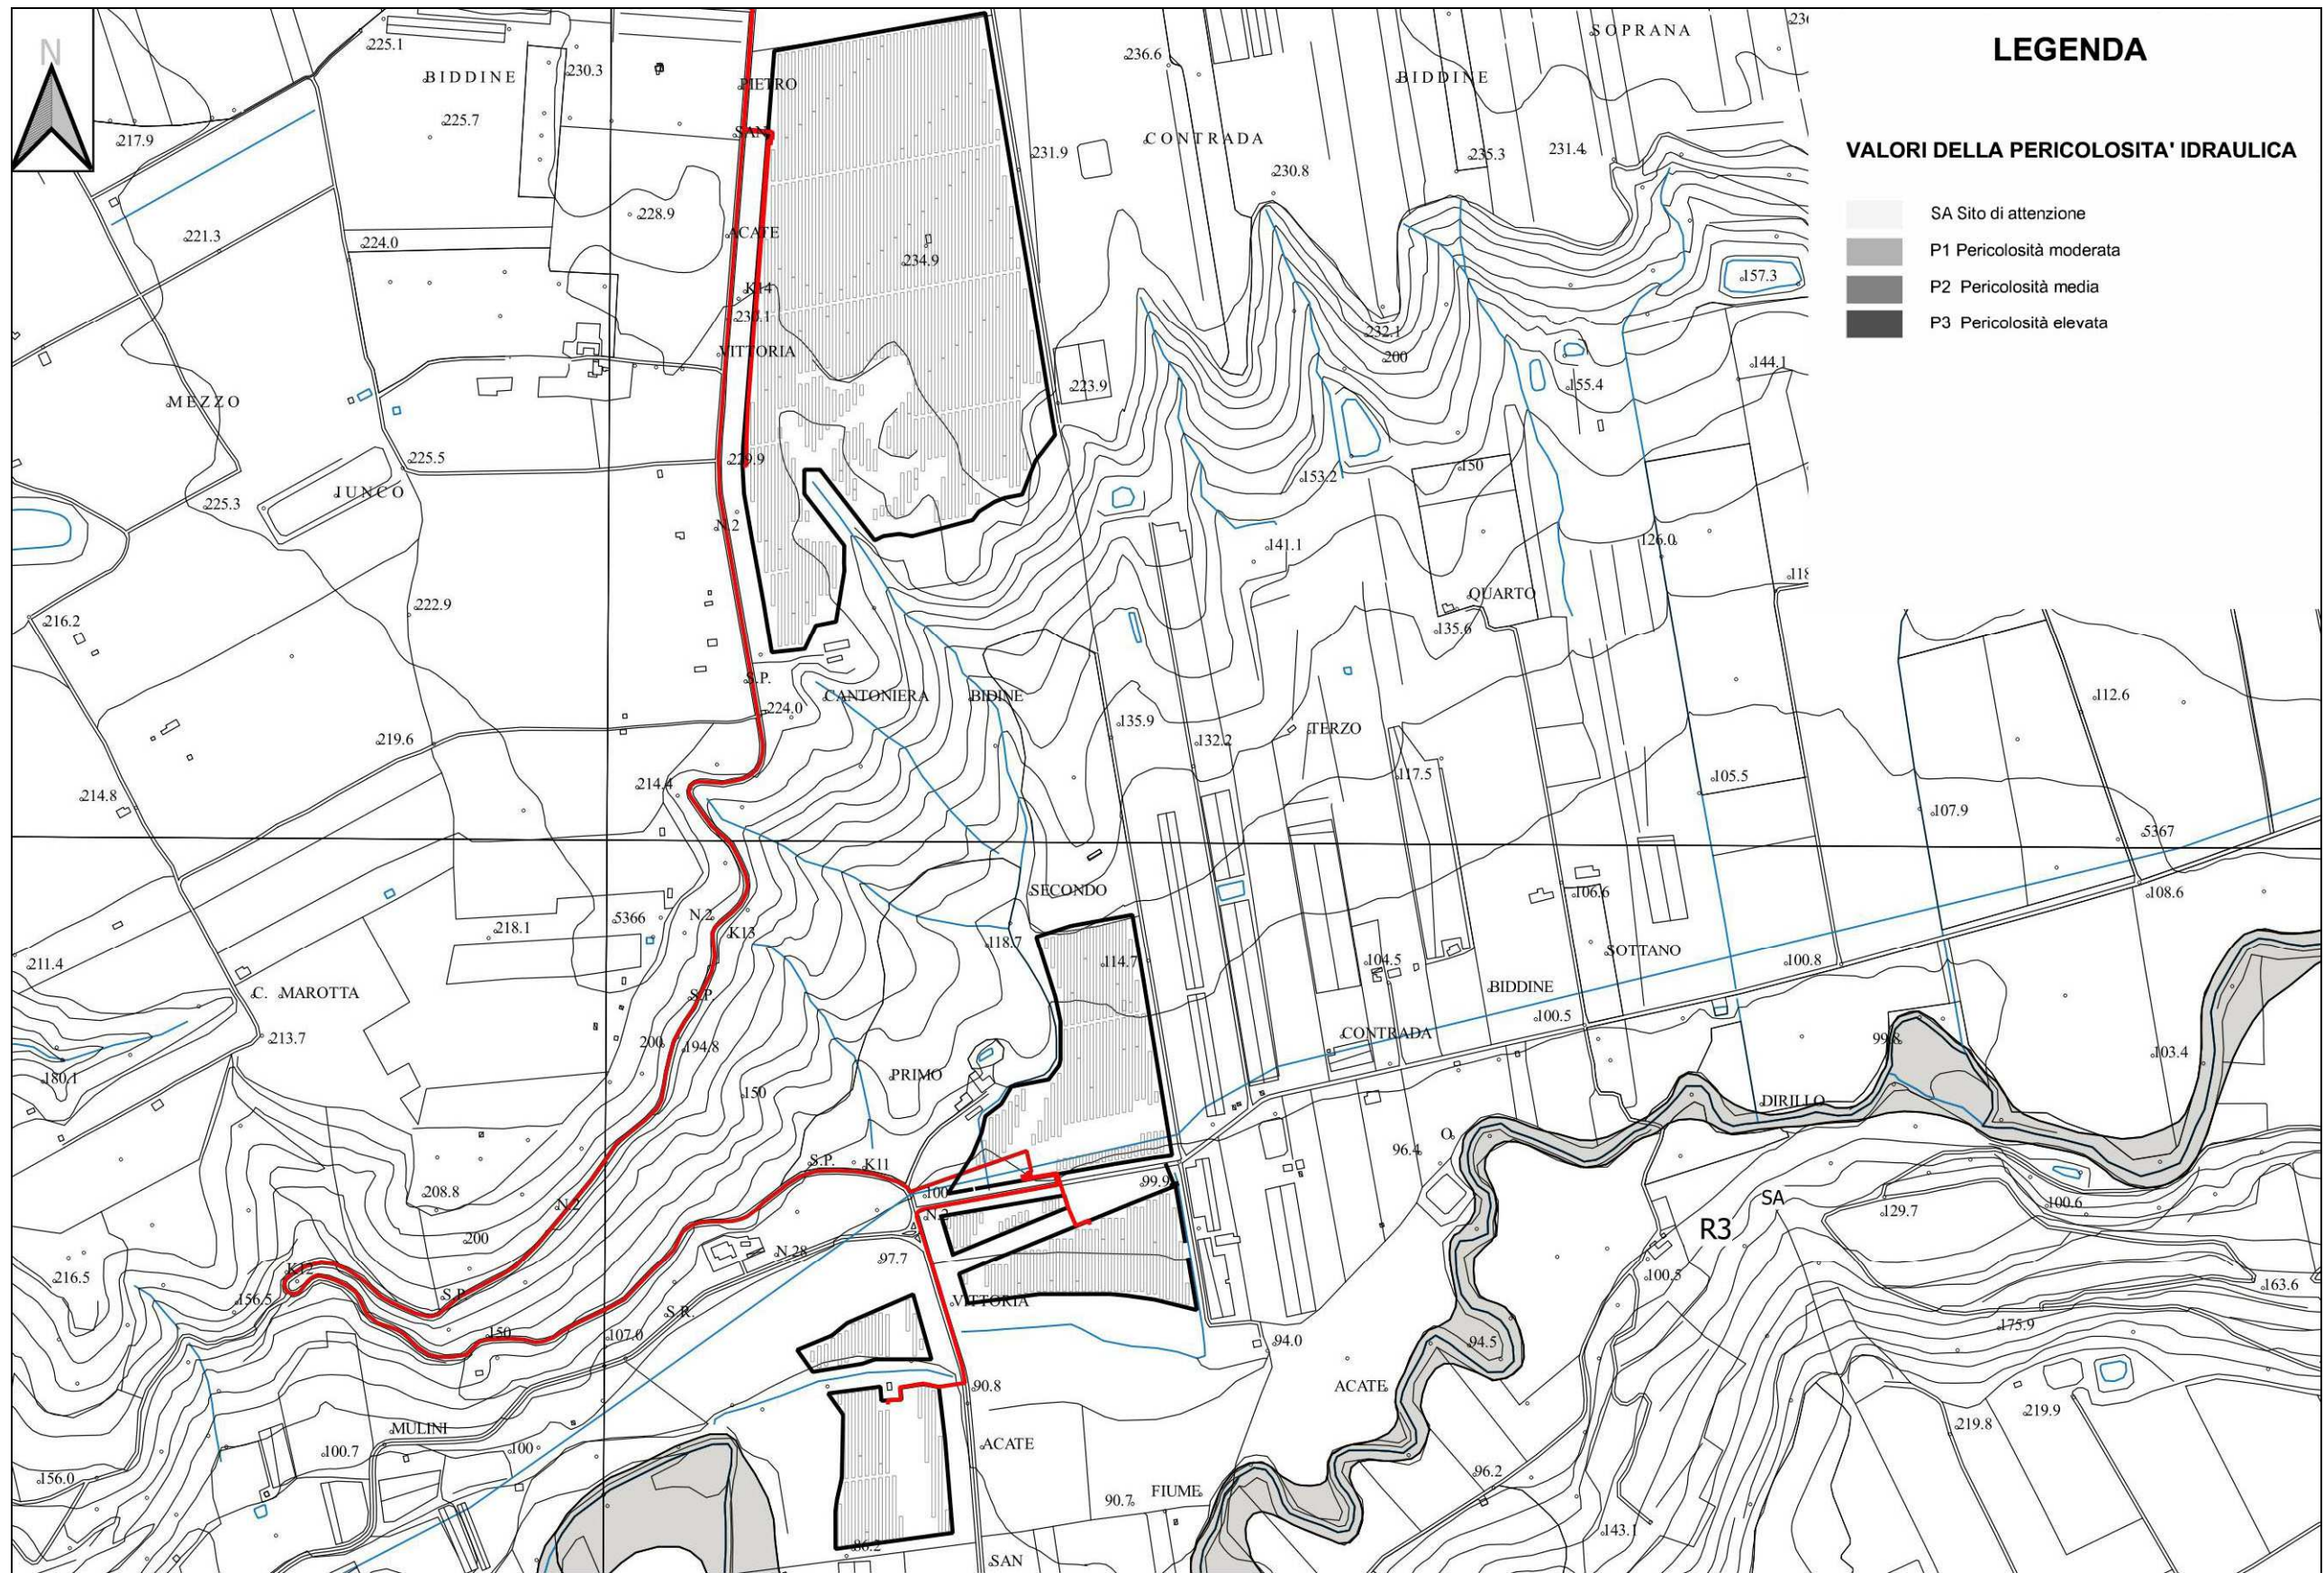 N
LEGENDA
VALORI DELLA PERICOLOSITA' IDRAULICA
SA Sito di attenzione
P1 Pericolosità moderata
P2 Pericolosità media
P3 Pericolosità elevata
225.1
BIDDINE
230.3
PIETRO
236.6
BIDDINE
SOPRANA
217.9
225.7
SAN
231.9
CONTRADA
230.8
235.3
231.4
221.3
224.0
228.9
ACATE
234.9
157.3
K14
VITTORIA
232.1
200
144.1
MEZZO
223.9
155.4
225.5
229.9
150
225.3
JUNCO
153.2
N.2
141.1
126.0
216.2
222.9
QUARTO
135.6
S.P.
CANTONIERA
BIDINE
112.6
224.0
135.9
132.2
TERZO
219.6
214.8
214.4
117.5
105.5
107.9
5367
SECONDO
106.6
108.6
218.1
5366
N.2
K13
118.7
114.7
104.5
SOTTANO
100.8
211.4
C. MAROTTA
S.P.
BIDDINE
100.5
213.7
200
194.8
CONTRADA
99.8
103.4
180.1
150
PRIMO
DIRILLO
S.P.
K11
O.
96.4
208.8
N.2
100
99.9
SA
R3
129.7
100.6
200
N.2
N.28
97.7
K12
216.5
156.5
S.P.
S.R.
VITTORIA
100.5
163.6
150
107.0
94.0
94.5
175.9
90.8
ACATE
MULINI
219.8
219.9
100.7
100
ACATE
156.0
96.2
90.7
FIUME
143.1
86.2
SAN